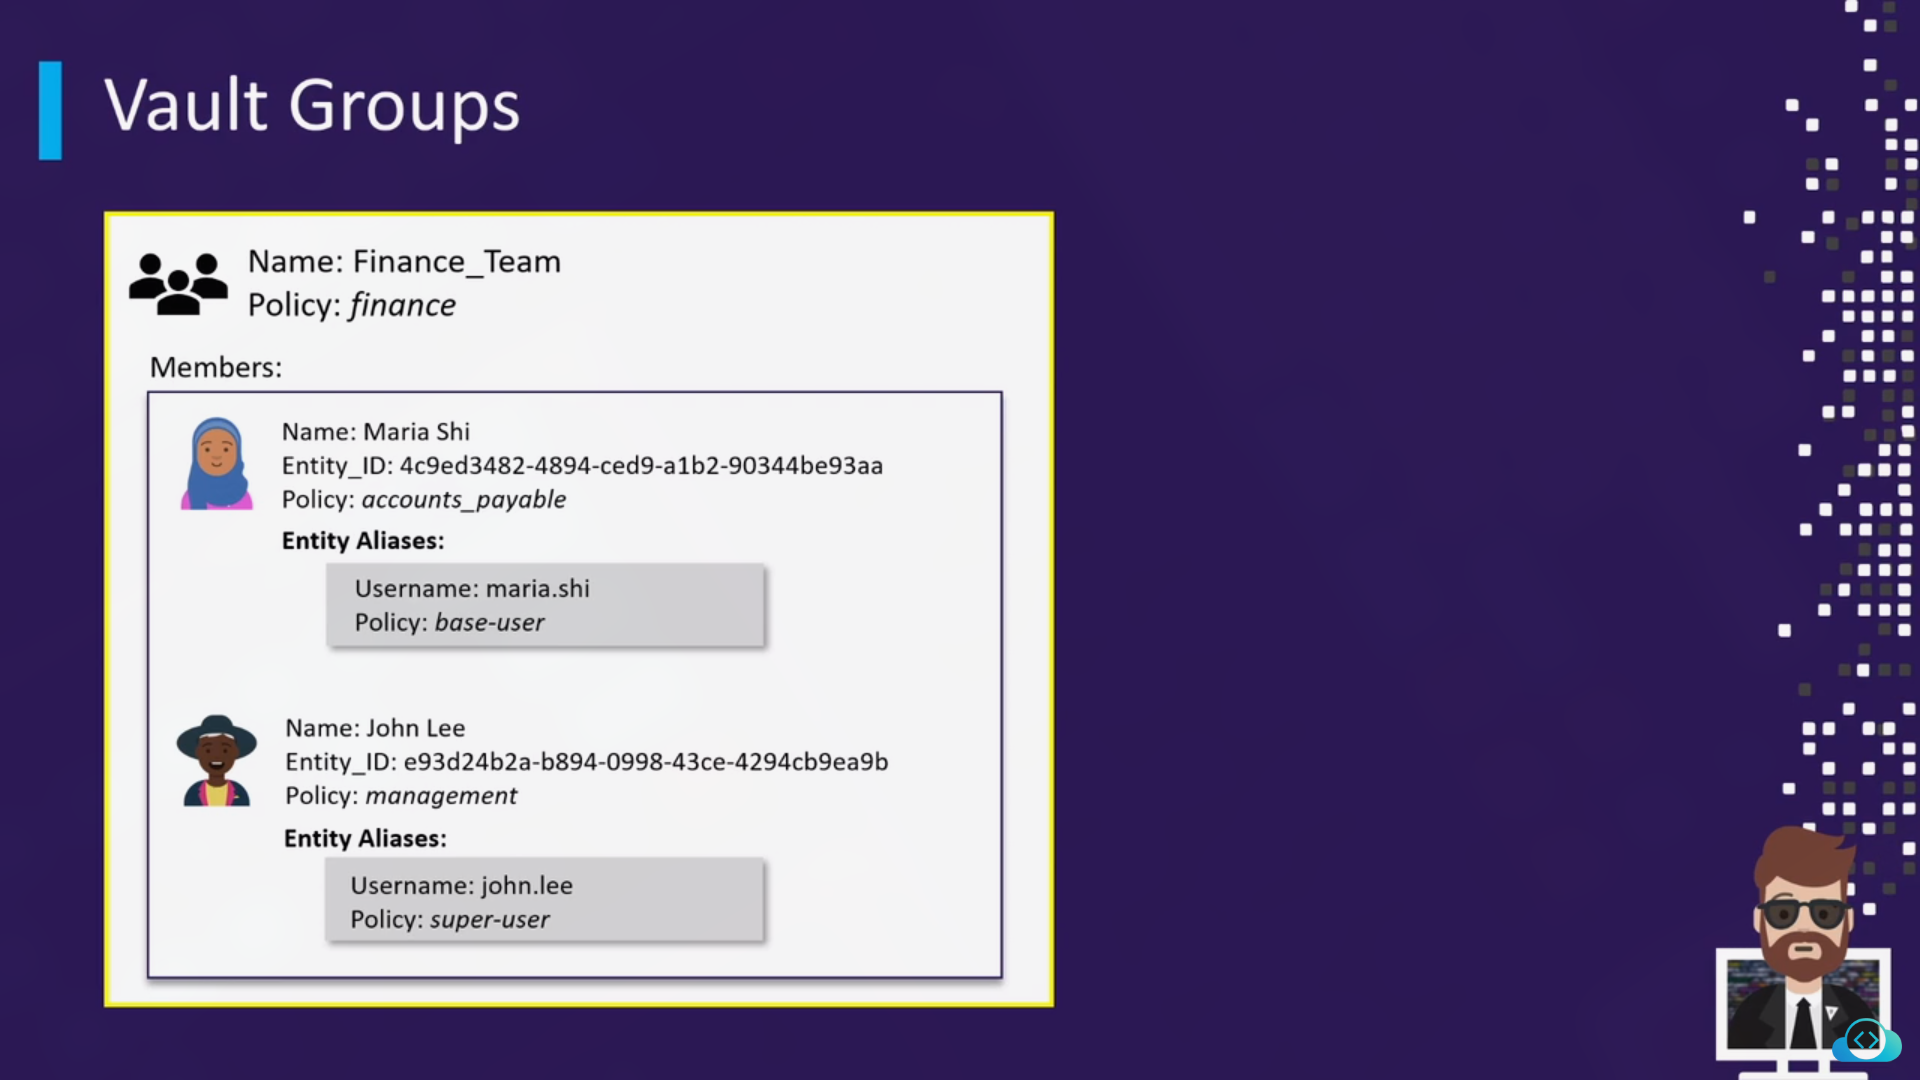 Vault Groups
Name: Finance_Team
Policy: finance
Members:
Name: Maria Shi
Entity_ID: 4c9ed3482-4894-ced9-a1b2-90344be93aa
Policy: accounts_payable
Entity Aliases:
Username: maria.shi
Policy: base-user
Name: John Lee
Entity_ID: e93d24b2a-b894-0998-43ce-4294cb9ea9b
Policy: management
Entity Aliases:
Username: john.lee
Policy: super-user